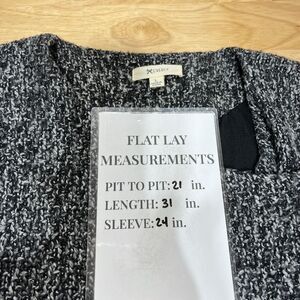 FLAT LAY
MEASUREMENTS
PIT TO PIT: 21 in.
LENGTH: 31 in.
SLEEVE: 24 in.